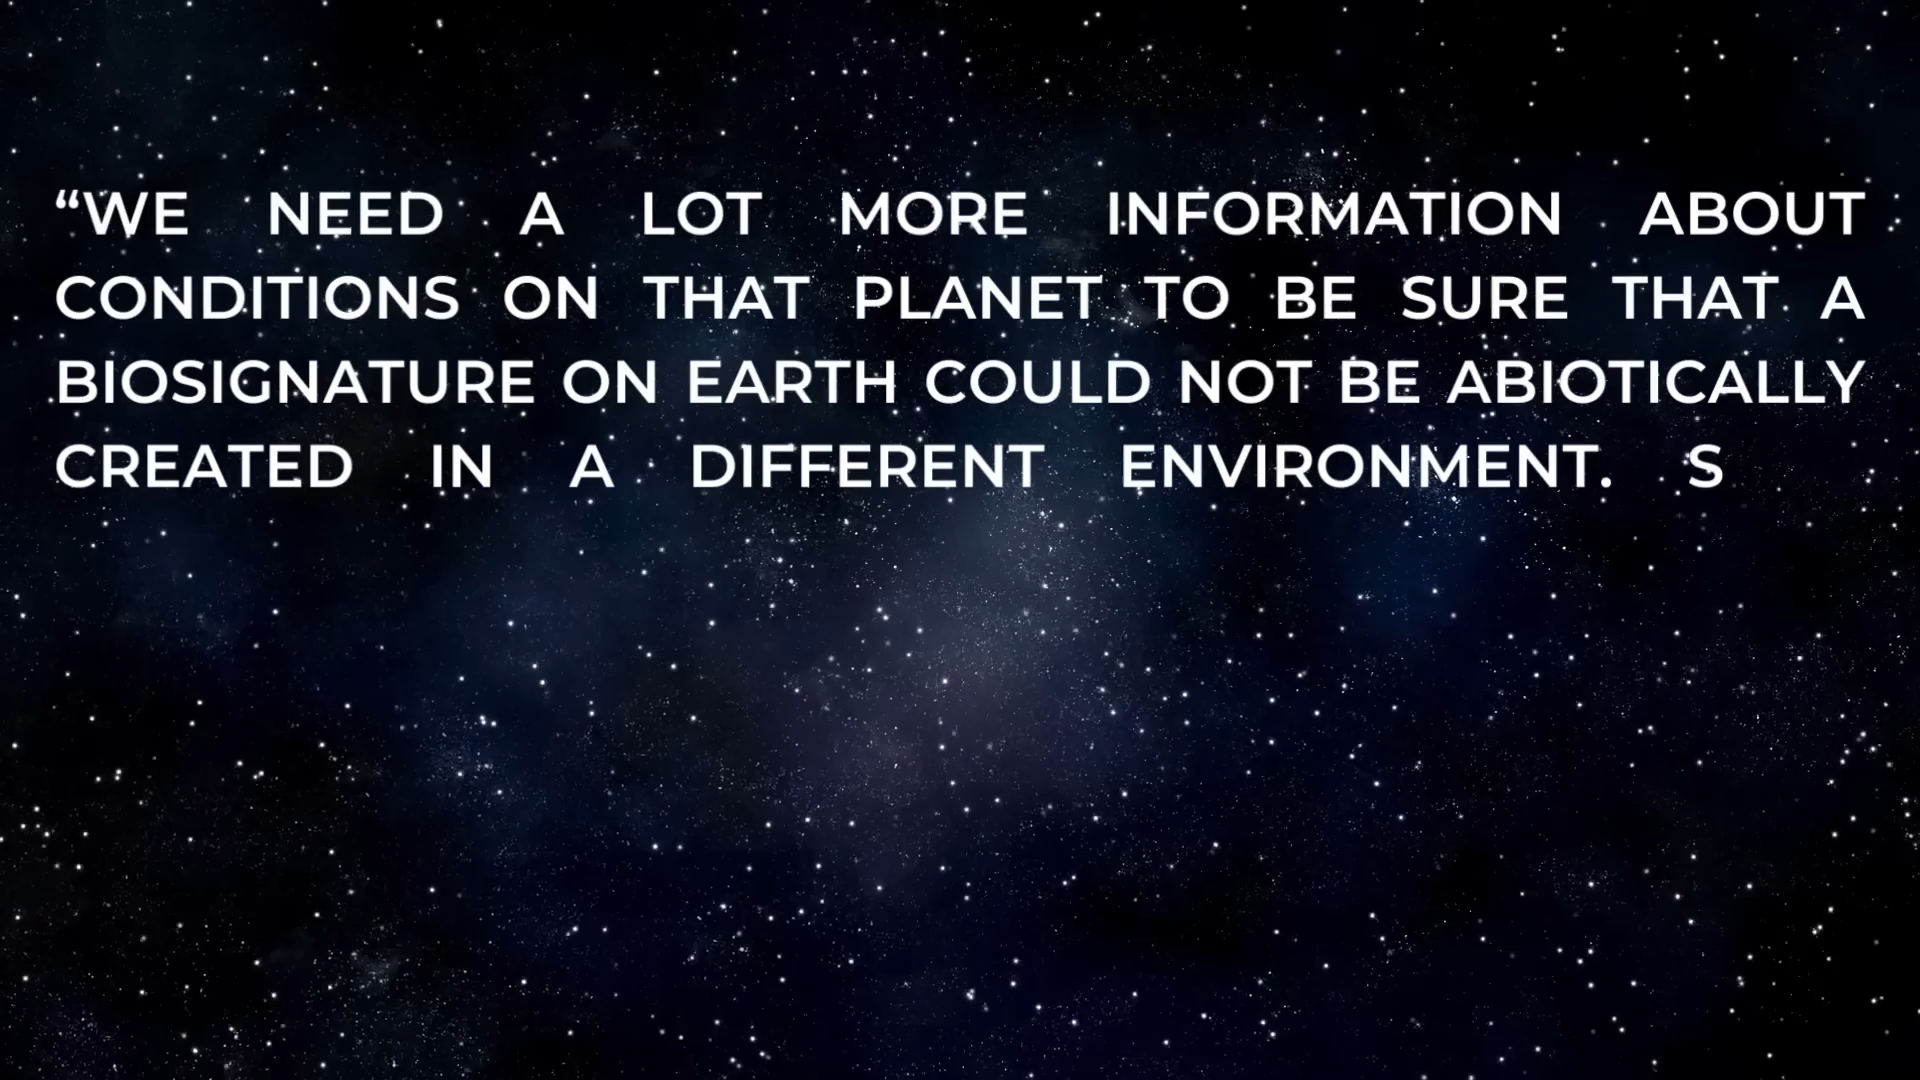 “WE NEED A LOT MORE INFORMATION ABOUT
CONDITIONS ON THAT PLANET TO BE SURE THAT A
BIOSIGNATURE ON EARTH COULD NOT BE ABIOTICALLY
CREATED IN A DIFFERENT ENVIRONMENT. S